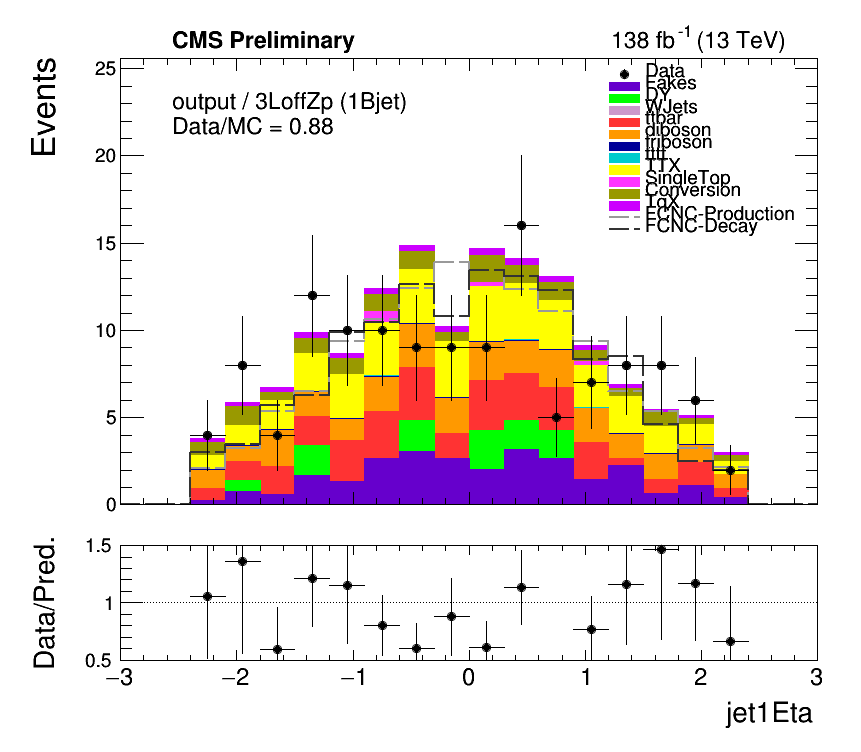 CMS Preliminary
138 fb-1 (13 TeV)
Events
output / 3LoffZp (1Bjet)
Data/MC = 0.88
Data
Fakes
DY
WJets
ttbar
diboson
triboson
tttt
TTX
SingleTop
Conversion
TqX
FCNC-Production
FCNC-Decay
25
20
15
10
5
0
Data/Pred.
1.5
1
0.5
−3 −2 −1 0 1 2 3
jet1Eta